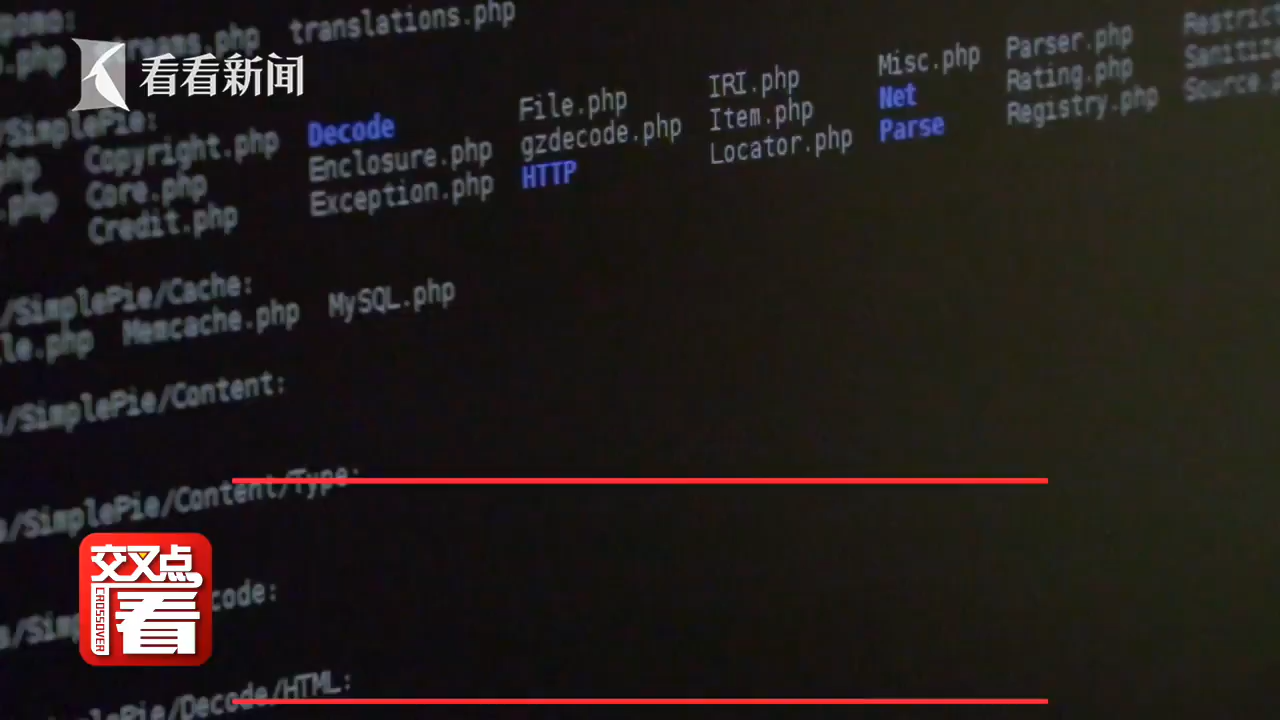 translations.php
看看新闻
Restrict
Misc.php Parser.php
IRI.php Rating.php
File.php Net Registry.php
/SimplePie: Decode gzdecode.php Item.php Parse
Copyright.php Enclosure.php HTTP Locator.php
Core.php Exception.php
Credit.php
/SimplePie/Cache:
Memcache.php MySQL.php
/SimplePie/Content:
/SimplePie/Content/Type:
交叉点
CROSSOVER
看
code:
/Decode/HTML: